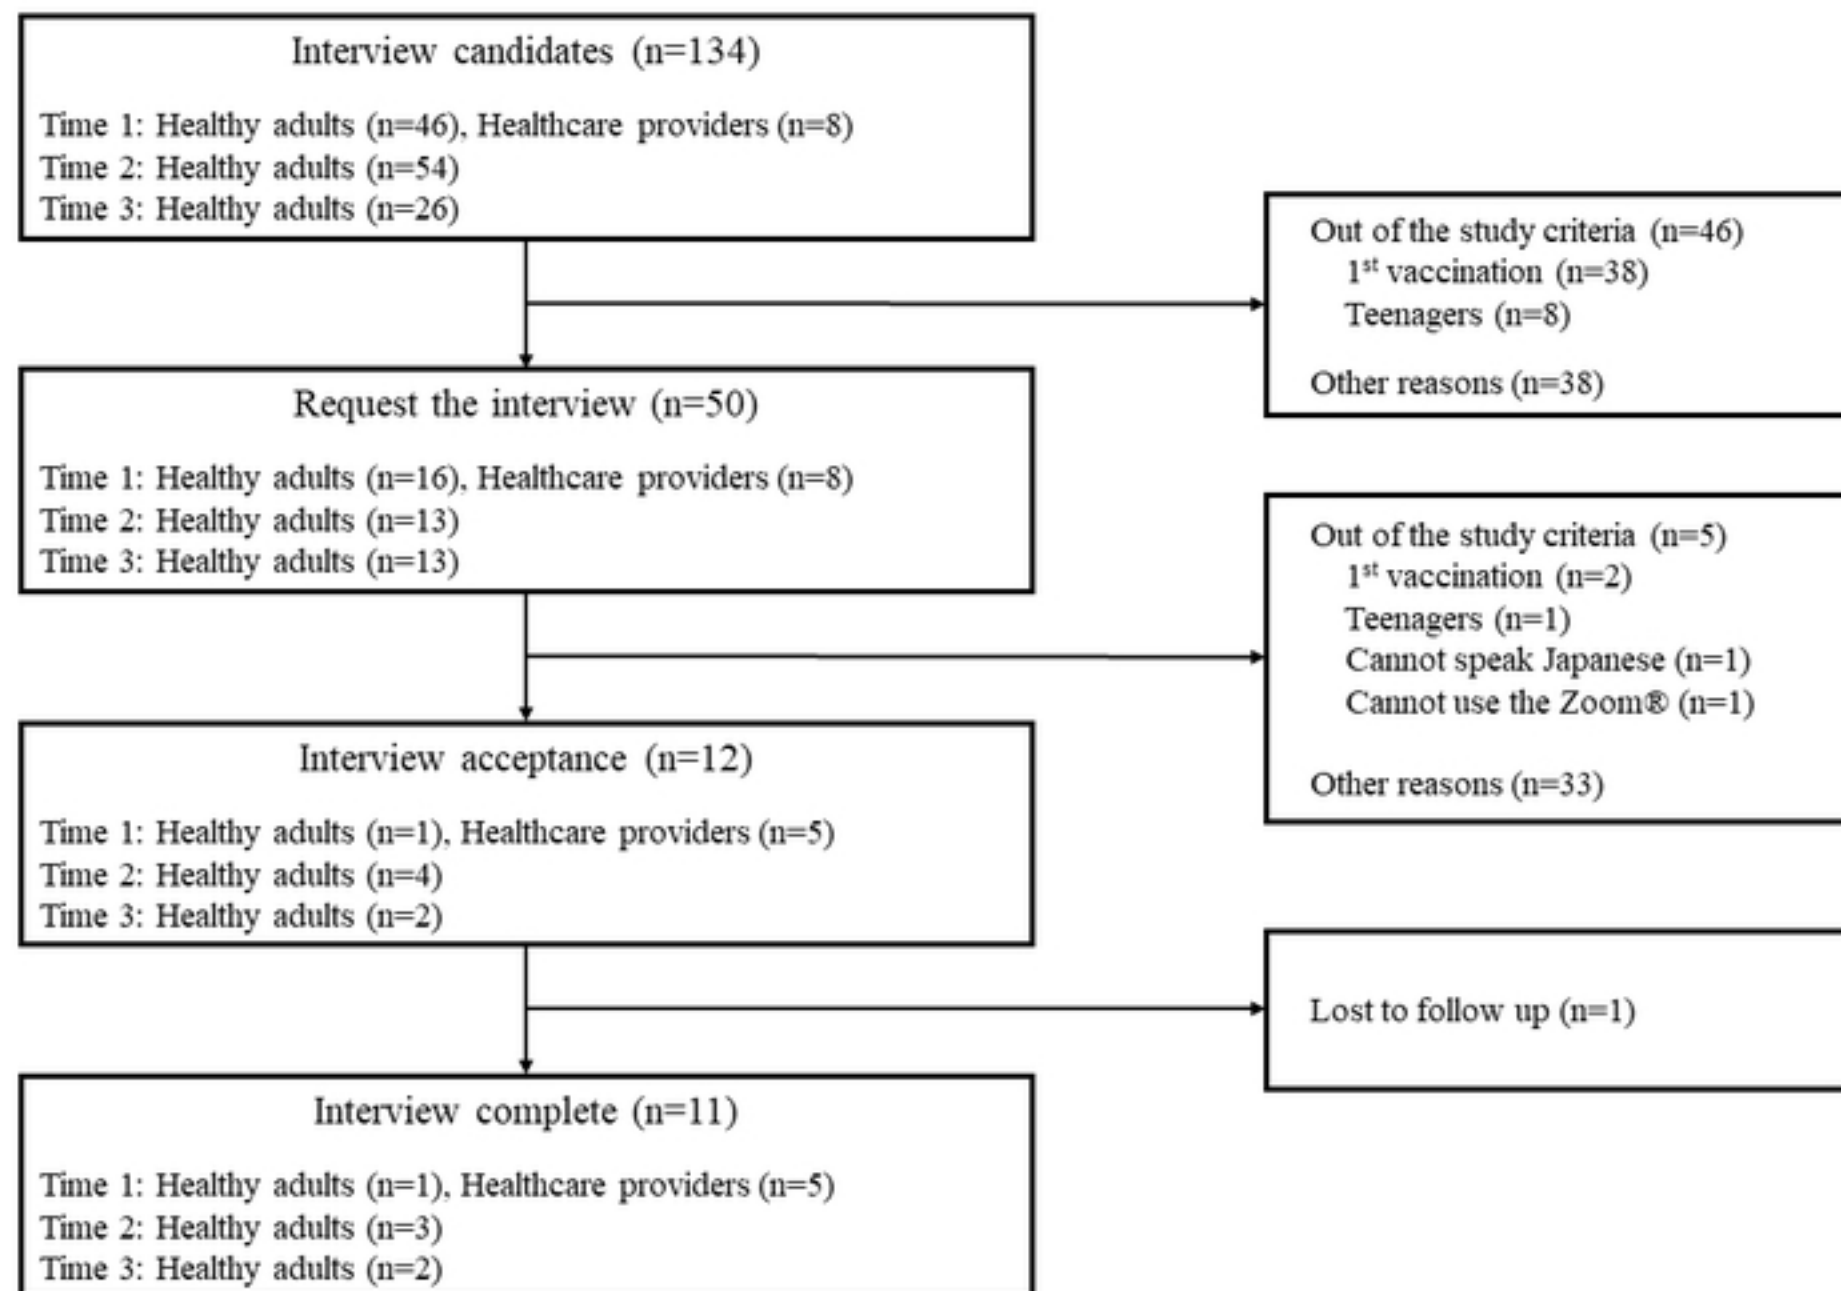 Interview candidates (n=134)
Time 1: Healthy adults (n=46), Healthcare providers (n=8)
Time 2: Healthy adults (n=54)
Time 3: Healthy adults (n=26)
Out of the study criteria (n=46)
1st vaccination (n=38)
Teenagers (n=8)
Other reasons (n=38)
Request the interview (n=50)
Time 1: Healthy adults (n=16), Healthcare providers (n=8)
Time 2: Healthy adults (n=13)
Time 3: Healthy adults (n=13)
Out of the study criteria (n=5)
1st vaccination (n=2)
Teenagers (n=1)
Cannot speak Japanese (n=1)
Cannot use the Zoom® (n=1)
Other reasons (n=33)
Interview acceptance (n=12)
Time 1: Healthy adults (n=1), Healthcare providers (n=5)
Time 2: Healthy adults (n=4)
Time 3: Healthy adults (n=2)
Lost to follow up (n=1)
Interview complete (n=11)
Time 1: Healthy adults (n=1), Healthcare providers (n=5)
Time 2: Healthy adults (n=3)
Time 3: Healthy adults (n=2)